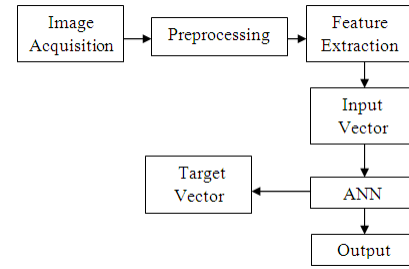 Image
Acquisition
Preprocessing
Feature
Extraction
Input
Vector
Target
Vector
ANN
Output